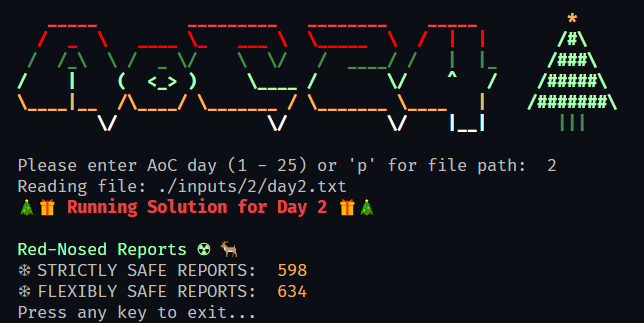 AoC 2024
Please enter AoC day (1 - 25) or 'p' for file path:  2
Reading file: ./inputs/2/day2.txt
🎄🎁 Running Solution for Day 2 🎁🎄
Red-Nosed Reports ☢ 🐐
❄ STRICTLY SAFE REPORTS:  598
❄ FLEXIBLY SAFE REPORTS:  634
Press any key to exit...